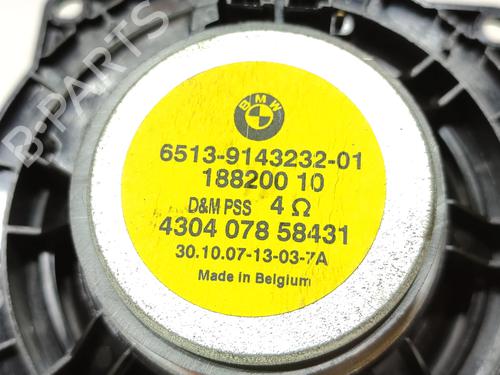 BMW
6513-9143232-01
188200 10
D&M PSS 4 Ω
4304 078 58431
30.10.07-13-03-7A
Made in Belgium